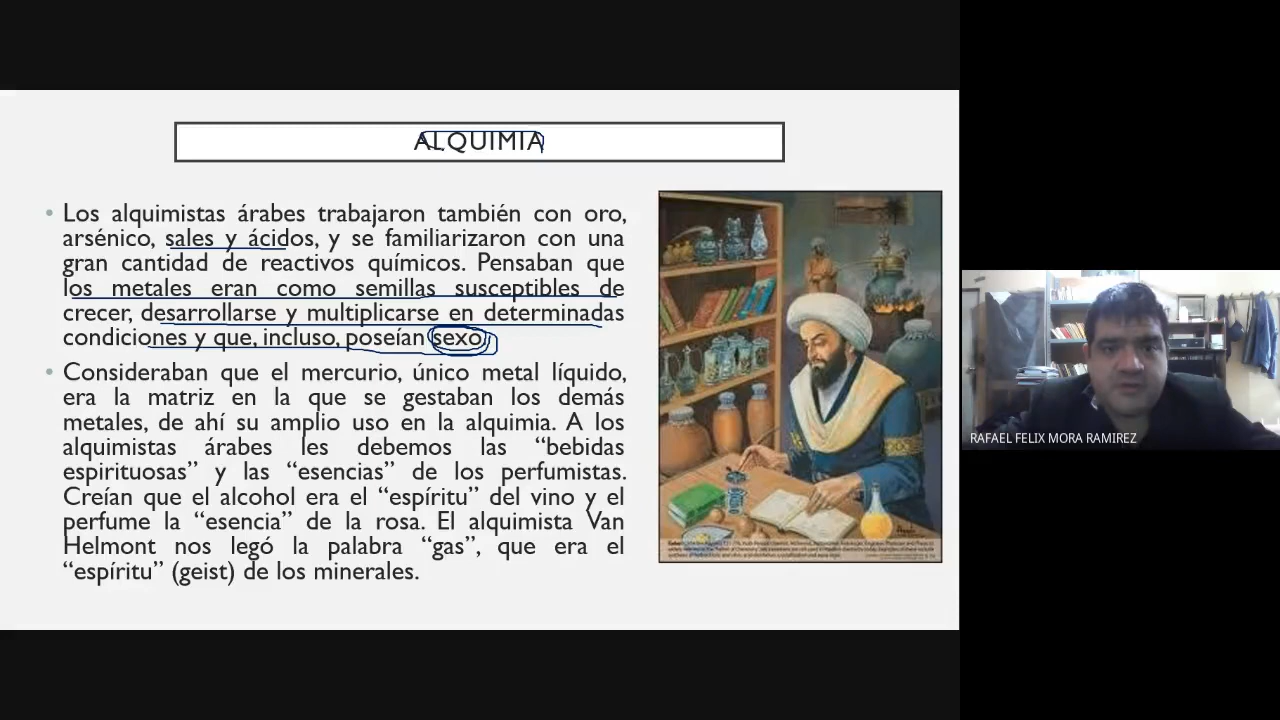 ALQUIMIA
• Los alquimistas árabes trabajaron también con oro,
arsénico, sales y ácidos, y se familiarizaron con una
gran cantidad de reactivos químicos. Pensaban que
los metales eran como semillas susceptibles de
crecer, desarrollarse y multiplicarse en determinadas
condiciones y que, incluso, poseían sexo.
• Consideraban que el mercurio, único metal líquido,
era la matriz en la que se gestaban los demás
metales, de ahí su amplio uso en la alquimia. A los
alquimistas árabes les debemos las “bebidas
espirituosas” y las “esencias” de los perfumistas.
Creían que el alcohol era el “espíritu” del vino y el
perfume la “esencia” de la rosa. El alquimista Van
Helmont nos legó la palabra “gas”, que era el
“espíritu” (geist) de los minerales.
RAFAEL FELIX MORA RAMIREZ